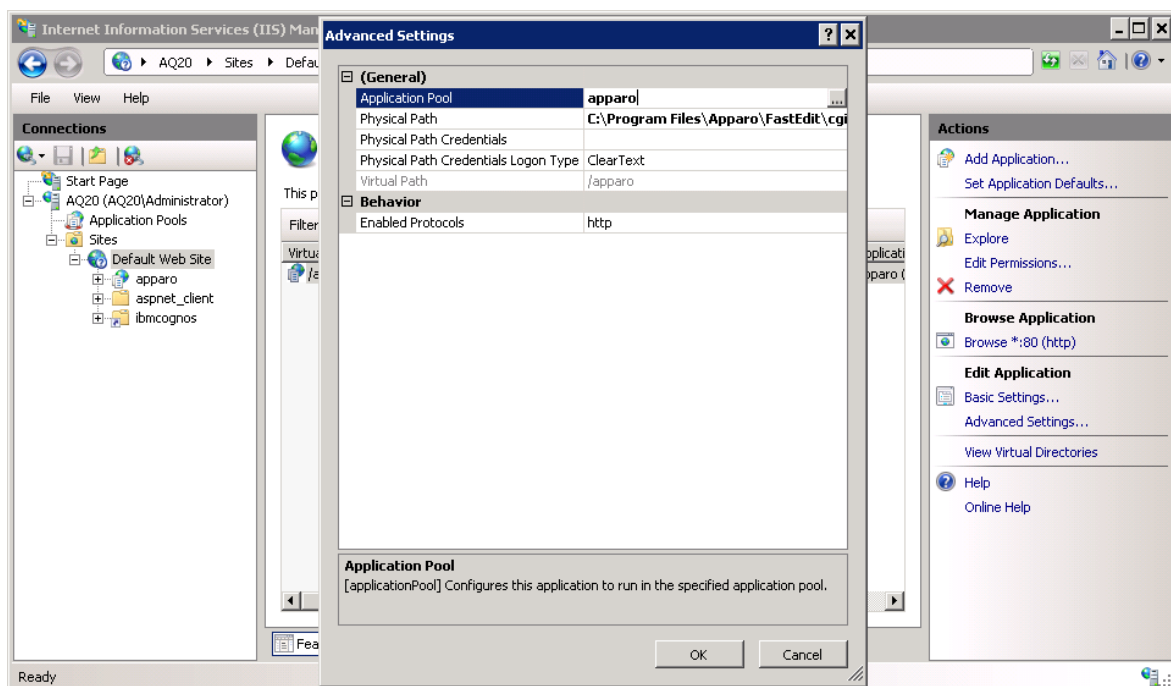 Internet Information Services (IIS) Man
AQ20 Sites Defau
File View Help
Connections
Start Page
AQ20 (AQ20\Administrator)
Application Pools
Sites
Default Web Site
apparo
aspnet_client
ibmcognos
This p
Filter
Virtua
/a
Fea
Advanced Settings
(General)
Application Pool apparo ...
Physical Path C:\Program Files\Apparo\FastEdit\cgi
Physical Path Credentials
Physical Path Credentials Logon Type ClearText
Virtual Path /apparo
Behavior
Enabled Protocols http
Application Pool
[applicationPool] Configures this application to run in the specified application pool.
OK Cancel
pplicati
pparo (
Actions
Add Application...
Set Application Defaults...
Manage Application
Explore
Edit Permissions...
Remove
Browse Application
Browse *:80 (http)
Edit Application
Basic Settings...
Advanced Settings...
View Virtual Directories
Help
Online Help
Ready